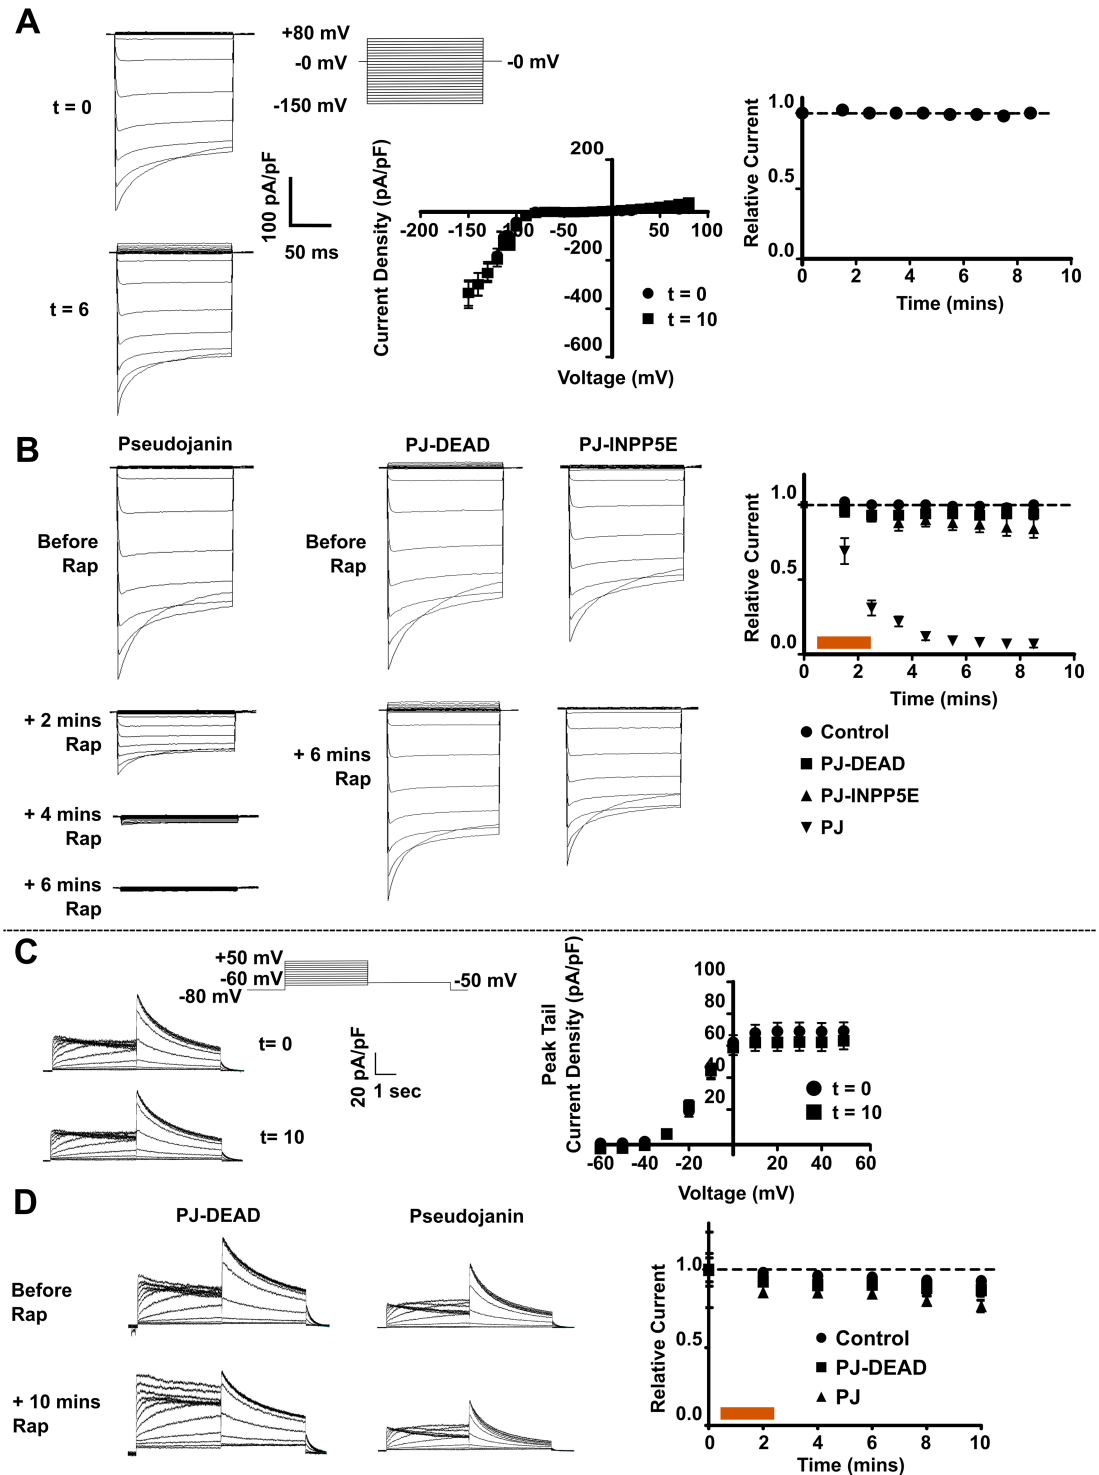 A
t = 0
t = 6
+80 mV
-0 mV
-150 mV
-0 mV
100 pA/pF
50 ms
Current Density (pA/pF)
200
-200
-150
-100
-50
50
100
-200
-400
-600
t = 0
t = 10
Voltage (mV)
Relative Current
1.0
0.5
0.0
0
2
4
6
8
10
Time (mins)
B
Pseudojanin
PJ-DEAD
PJ-INPP5E
Before
Rap
Before
Rap
+ 2 mins
Rap
+ 4 mins
Rap
+ 6 mins
Rap
+ 6 mins
Rap
Relative Current
1.0
0.5
0.0
0
2
4
6
8
10
Time (mins)
Control
PJ-DEAD
PJ-INPP5E
PJ
C
+50 mV
-60 mV
-80 mV
-50 mV
t= 0
t= 10
20 pA/pF
1 sec
Peak Tail
Current Density (pA/pF)
100
80
60
40
20
-60
-40
-20
20
40
60
t = 0
t = 10
Voltage (mV)
D
PJ-DEAD
Pseudojanin
Before
Rap
+ 10 mins
Rap
Relative Current
1.0
0.5
0.0
0
2
4
6
8
10
Control
PJ-DEAD
PJ
Time (mins)